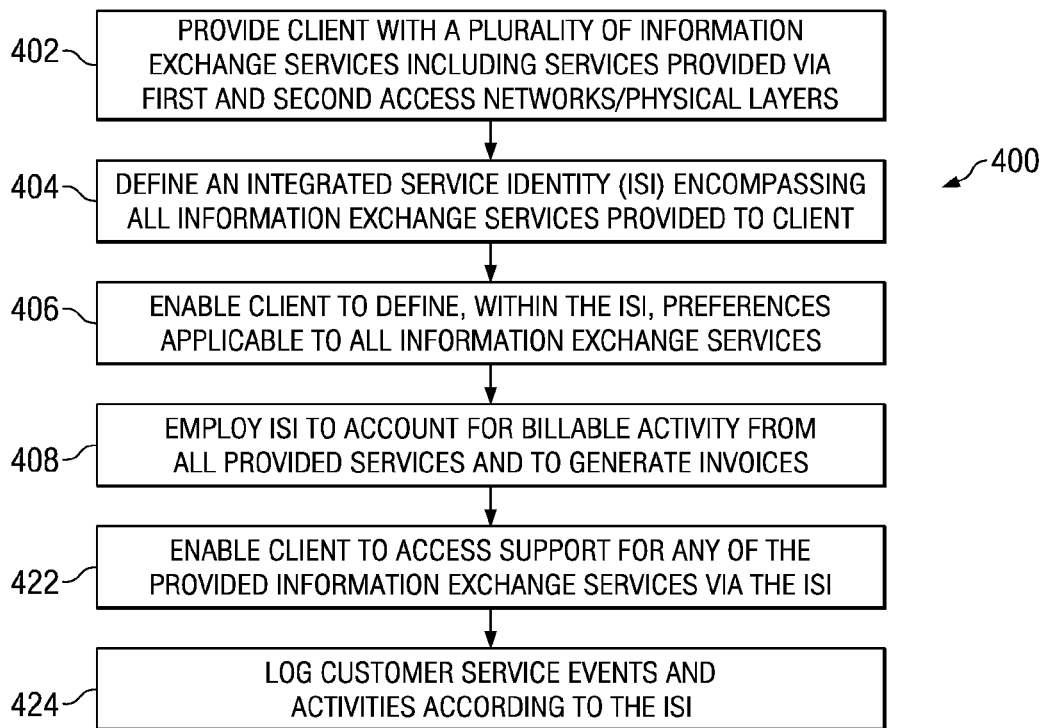 402
PROVIDE CLIENT WITH A PLURALITY OF INFORMATION
EXCHANGE SERVICES INCLUDING SERVICES PROVIDED VIA
FIRST AND SECOND ACCESS NETWORKS/PHYSICAL LAYERS
400
404
DEFINE AN INTEGRATED SERVICE IDENTITY (ISI) ENCOMPASSING
ALL INFORMATION EXCHANGE SERVICES PROVIDED TO CLIENT
406
ENABLE CLIENT TO DEFINE, WITHIN THE ISI, PREFERENCES
APPLICABLE TO ALL INFORMATION EXCHANGE SERVICES
408
EMPLOY ISI TO ACCOUNT FOR BILLABLE ACTIVITY FROM
ALL PROVIDED SERVICES AND TO GENERATE INVOICES
422
ENABLE CLIENT TO ACCESS SUPPORT FOR ANY OF THE
PROVIDED INFORMATION EXCHANGE SERVICES VIA THE ISI
424
LOG CUSTOMER SERVICE EVENTS AND
ACTIVITIES ACCORDING TO THE ISI